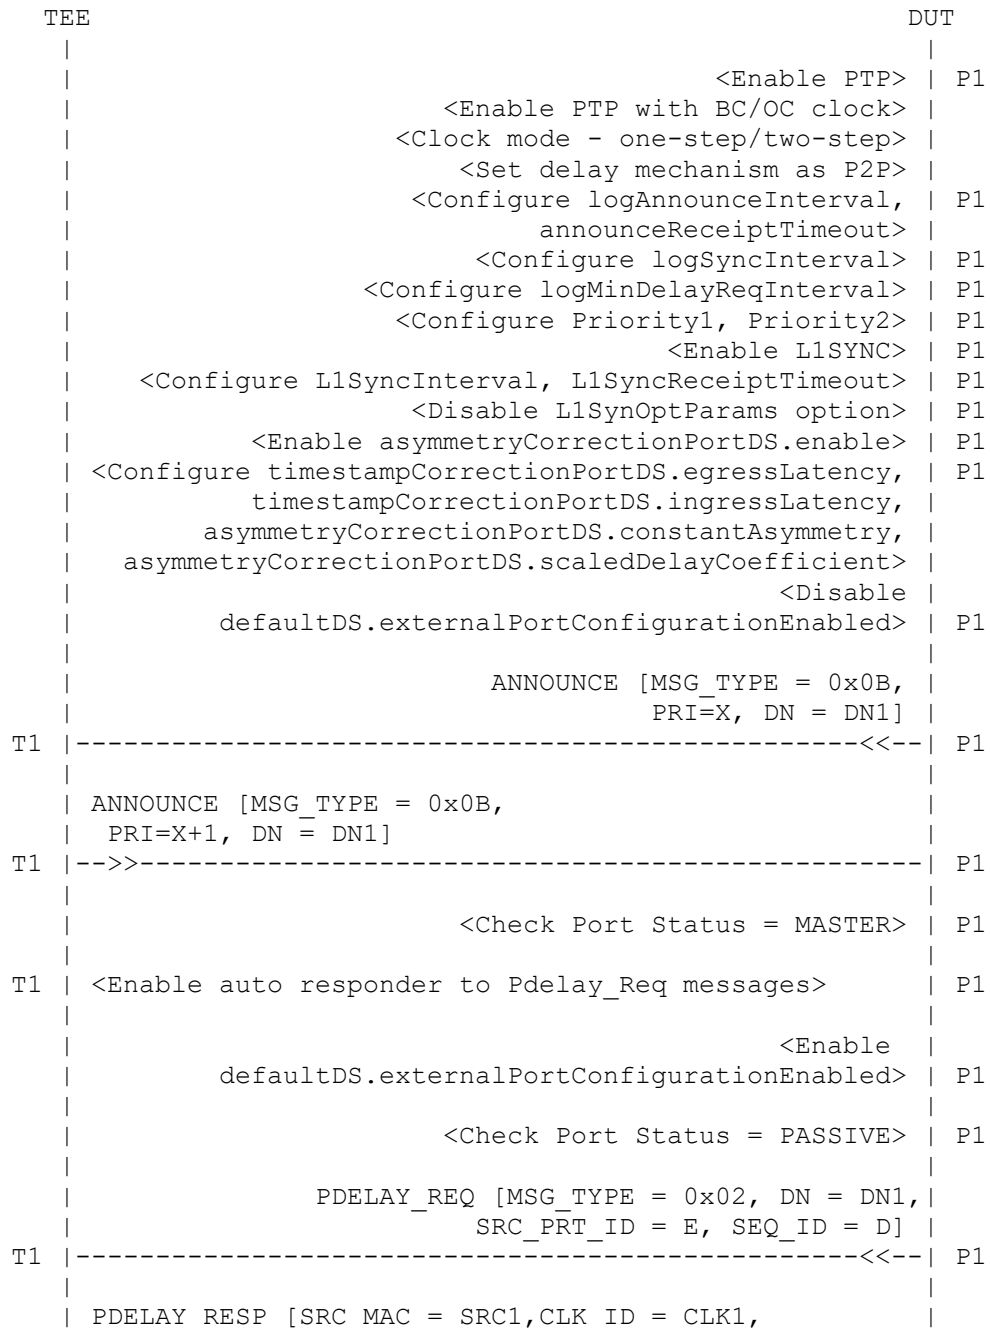 TEE DUT
| |
| <Enable PTP> | P1
| <Enable PTP with BC/OC clock> |
| <Clock mode - one-step/two-step> |
| <Set delay mechanism as P2P> |
| <Configure logAnnounceInterval, | P1
| announceReceiptTimeout> |
| <Configure logSyncInterval> | P1
| <Configure logMinDelayReqInterval> | P1
| <Configure Priority1, Priority2> | P1
| <Enable L1SYNC> | P1
| <Configure L1SyncInterval, L1SyncReceiptTimeout> | P1
| <Disable L1SynOptParams option> | P1
| <Enable asymmetryCorrectionPortDS.enable> | P1
| <Configure timestampCorrectionPortDS.egressLatency, | P1
| timestampCorrectionPortDS.ingressLatency, |
| asymmetryCorrectionPortDS.constantAsymmetry, |
| asymmetryCorrectionPortDS.scaledDelayCoefficient> |
| <Disable |
| defaultDS.externalPortConfigurationEnabled> | P1
| |
| ANNOUNCE [MSG_TYPE = 0x0B, |
| PRI=X, DN = DN1] |
T1 |-------------------------------------------------<<--| P1
| |
| ANNOUNCE [MSG_TYPE = 0x0B, |
| PRI=X+1, DN = DN1] |
T1 |-->>-------------------------------------------------| P1
| |
| <Check Port Status = MASTER> | P1
| |
T1 | <Enable auto responder to Pdelay_Req messages> | P1
| |
| <Enable |
| defaultDS.externalPortConfigurationEnabled> | P1
| |
| <Check Port Status = PASSIVE> | P1
| |
| PDELAY_REQ [MSG_TYPE = 0x02, DN = DN1,|
| SRC_PRT_ID = E, SEQ_ID = D] |
T1 |-------------------------------------------------<<--| P1
| |
| PDELAY RESP [SRC MAC = SRC1,CLK ID = CLK1, |